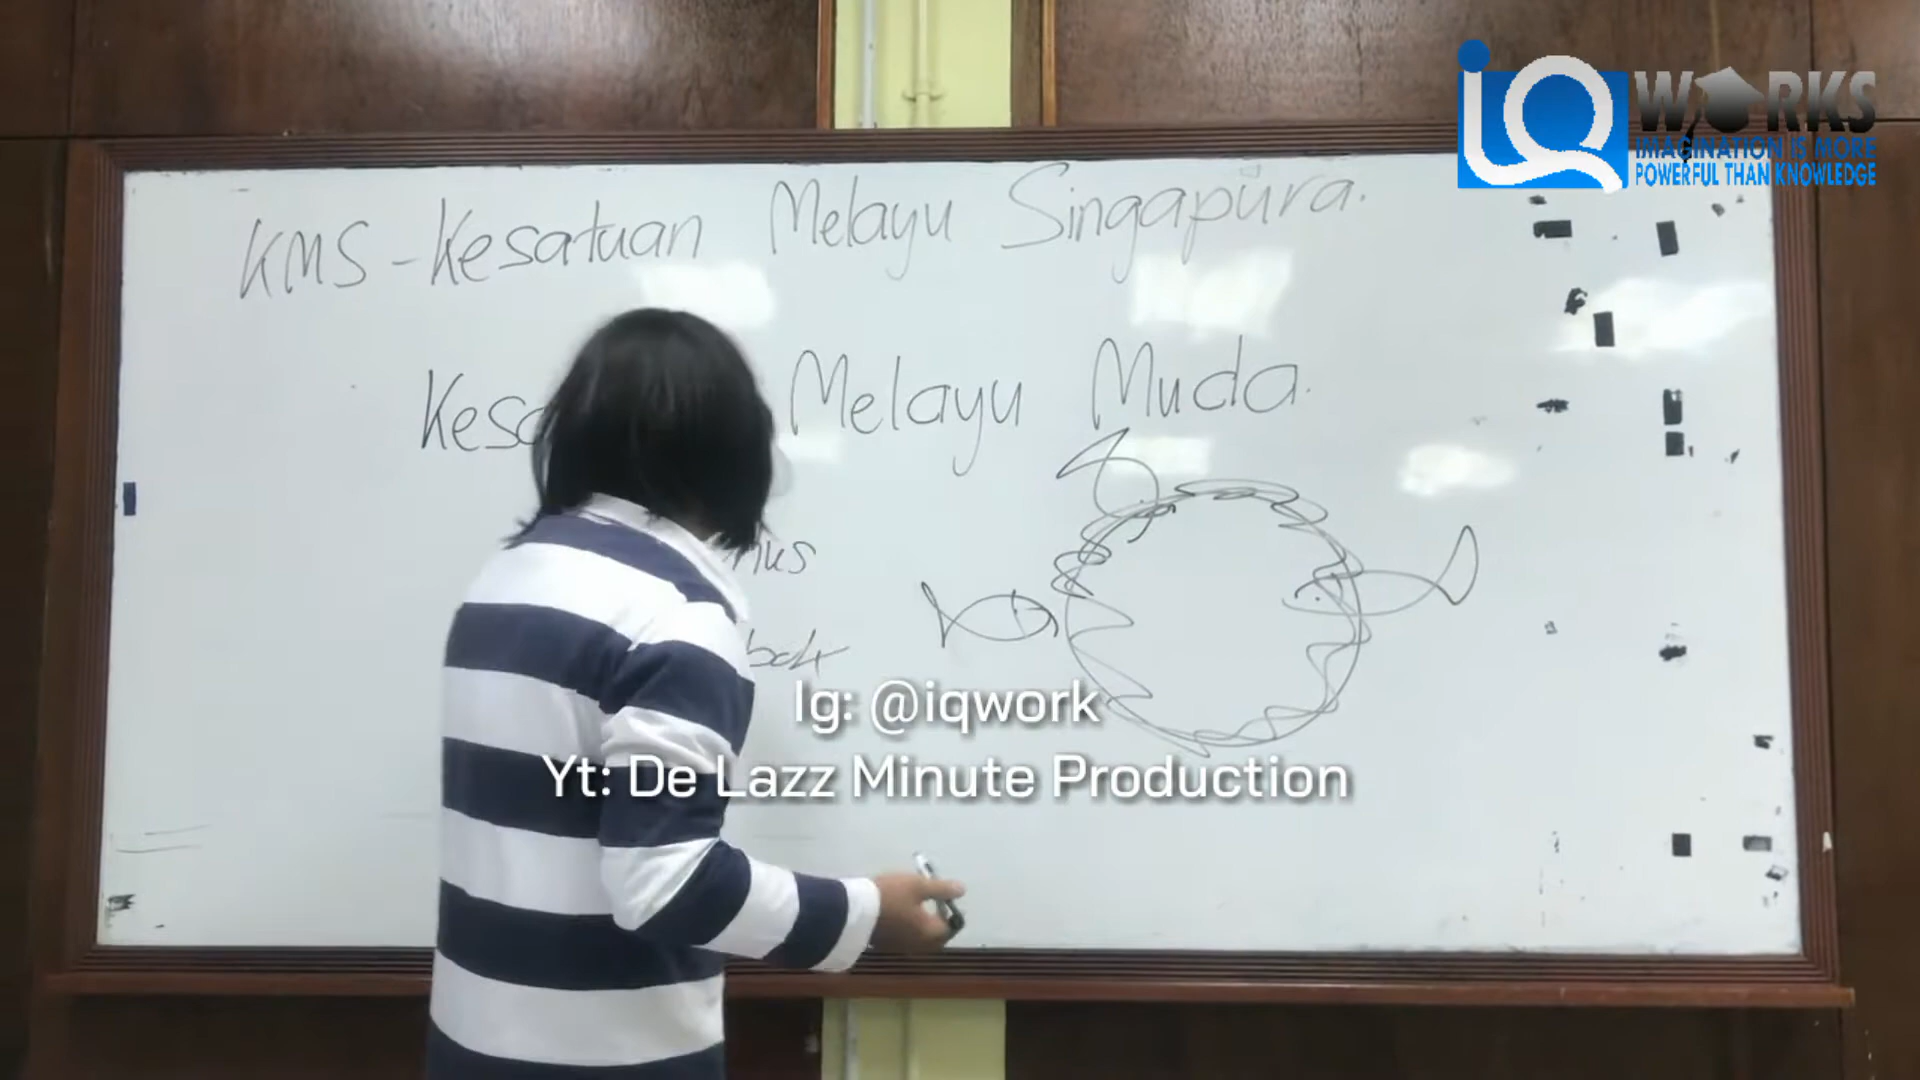 iQ WORKS
IMAGINATION IS MORE
POWERFUL THAN KNOWLEDGE
KMS - Kesatuan Melayu Singapura.
Melayu Muda.
Ig: @iqwork
Yt: De Lazz Minute Production